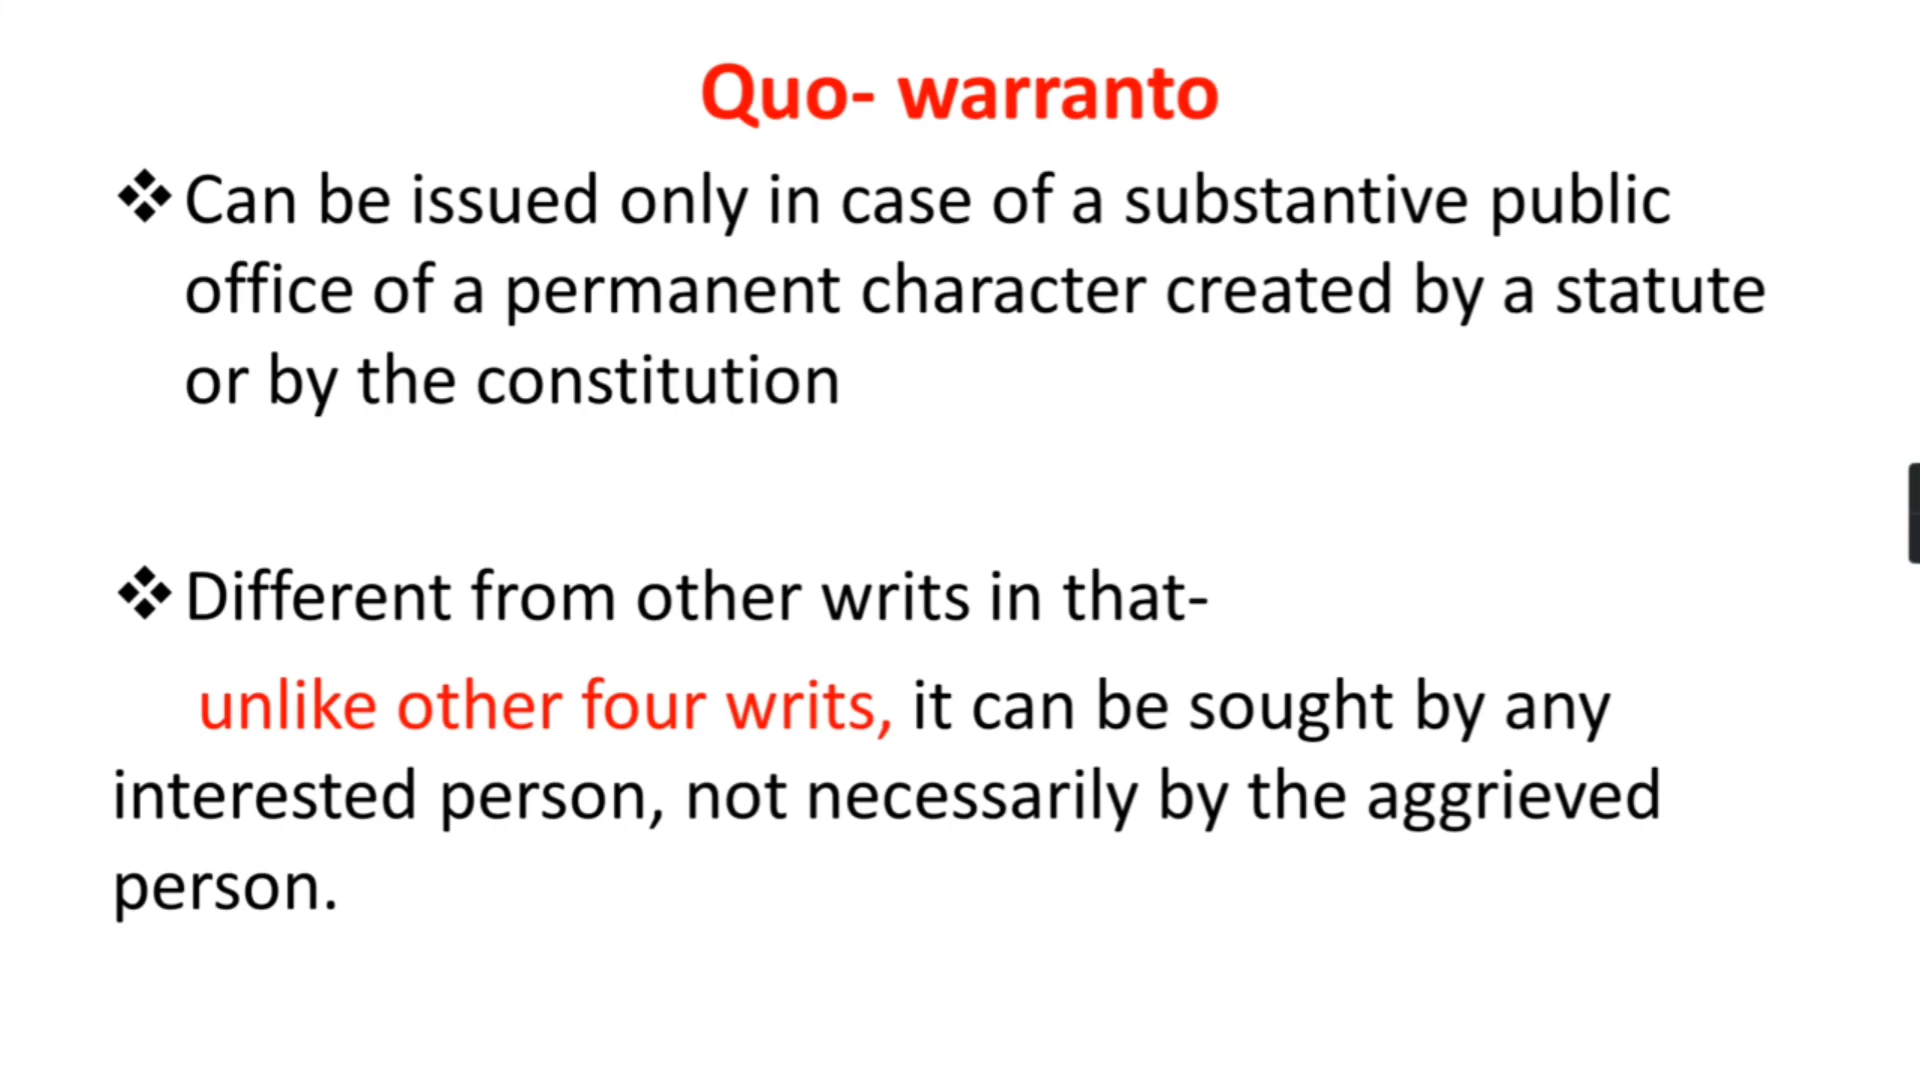 Quo- warranto
❖Can be issued only in case of a substantive public
office of a permanent character created by a statute
or by the constitution
❖Different from other writs in that-
unlike other four writs, it can be sought by any
interested person, not necessarily by the aggrieved
person.